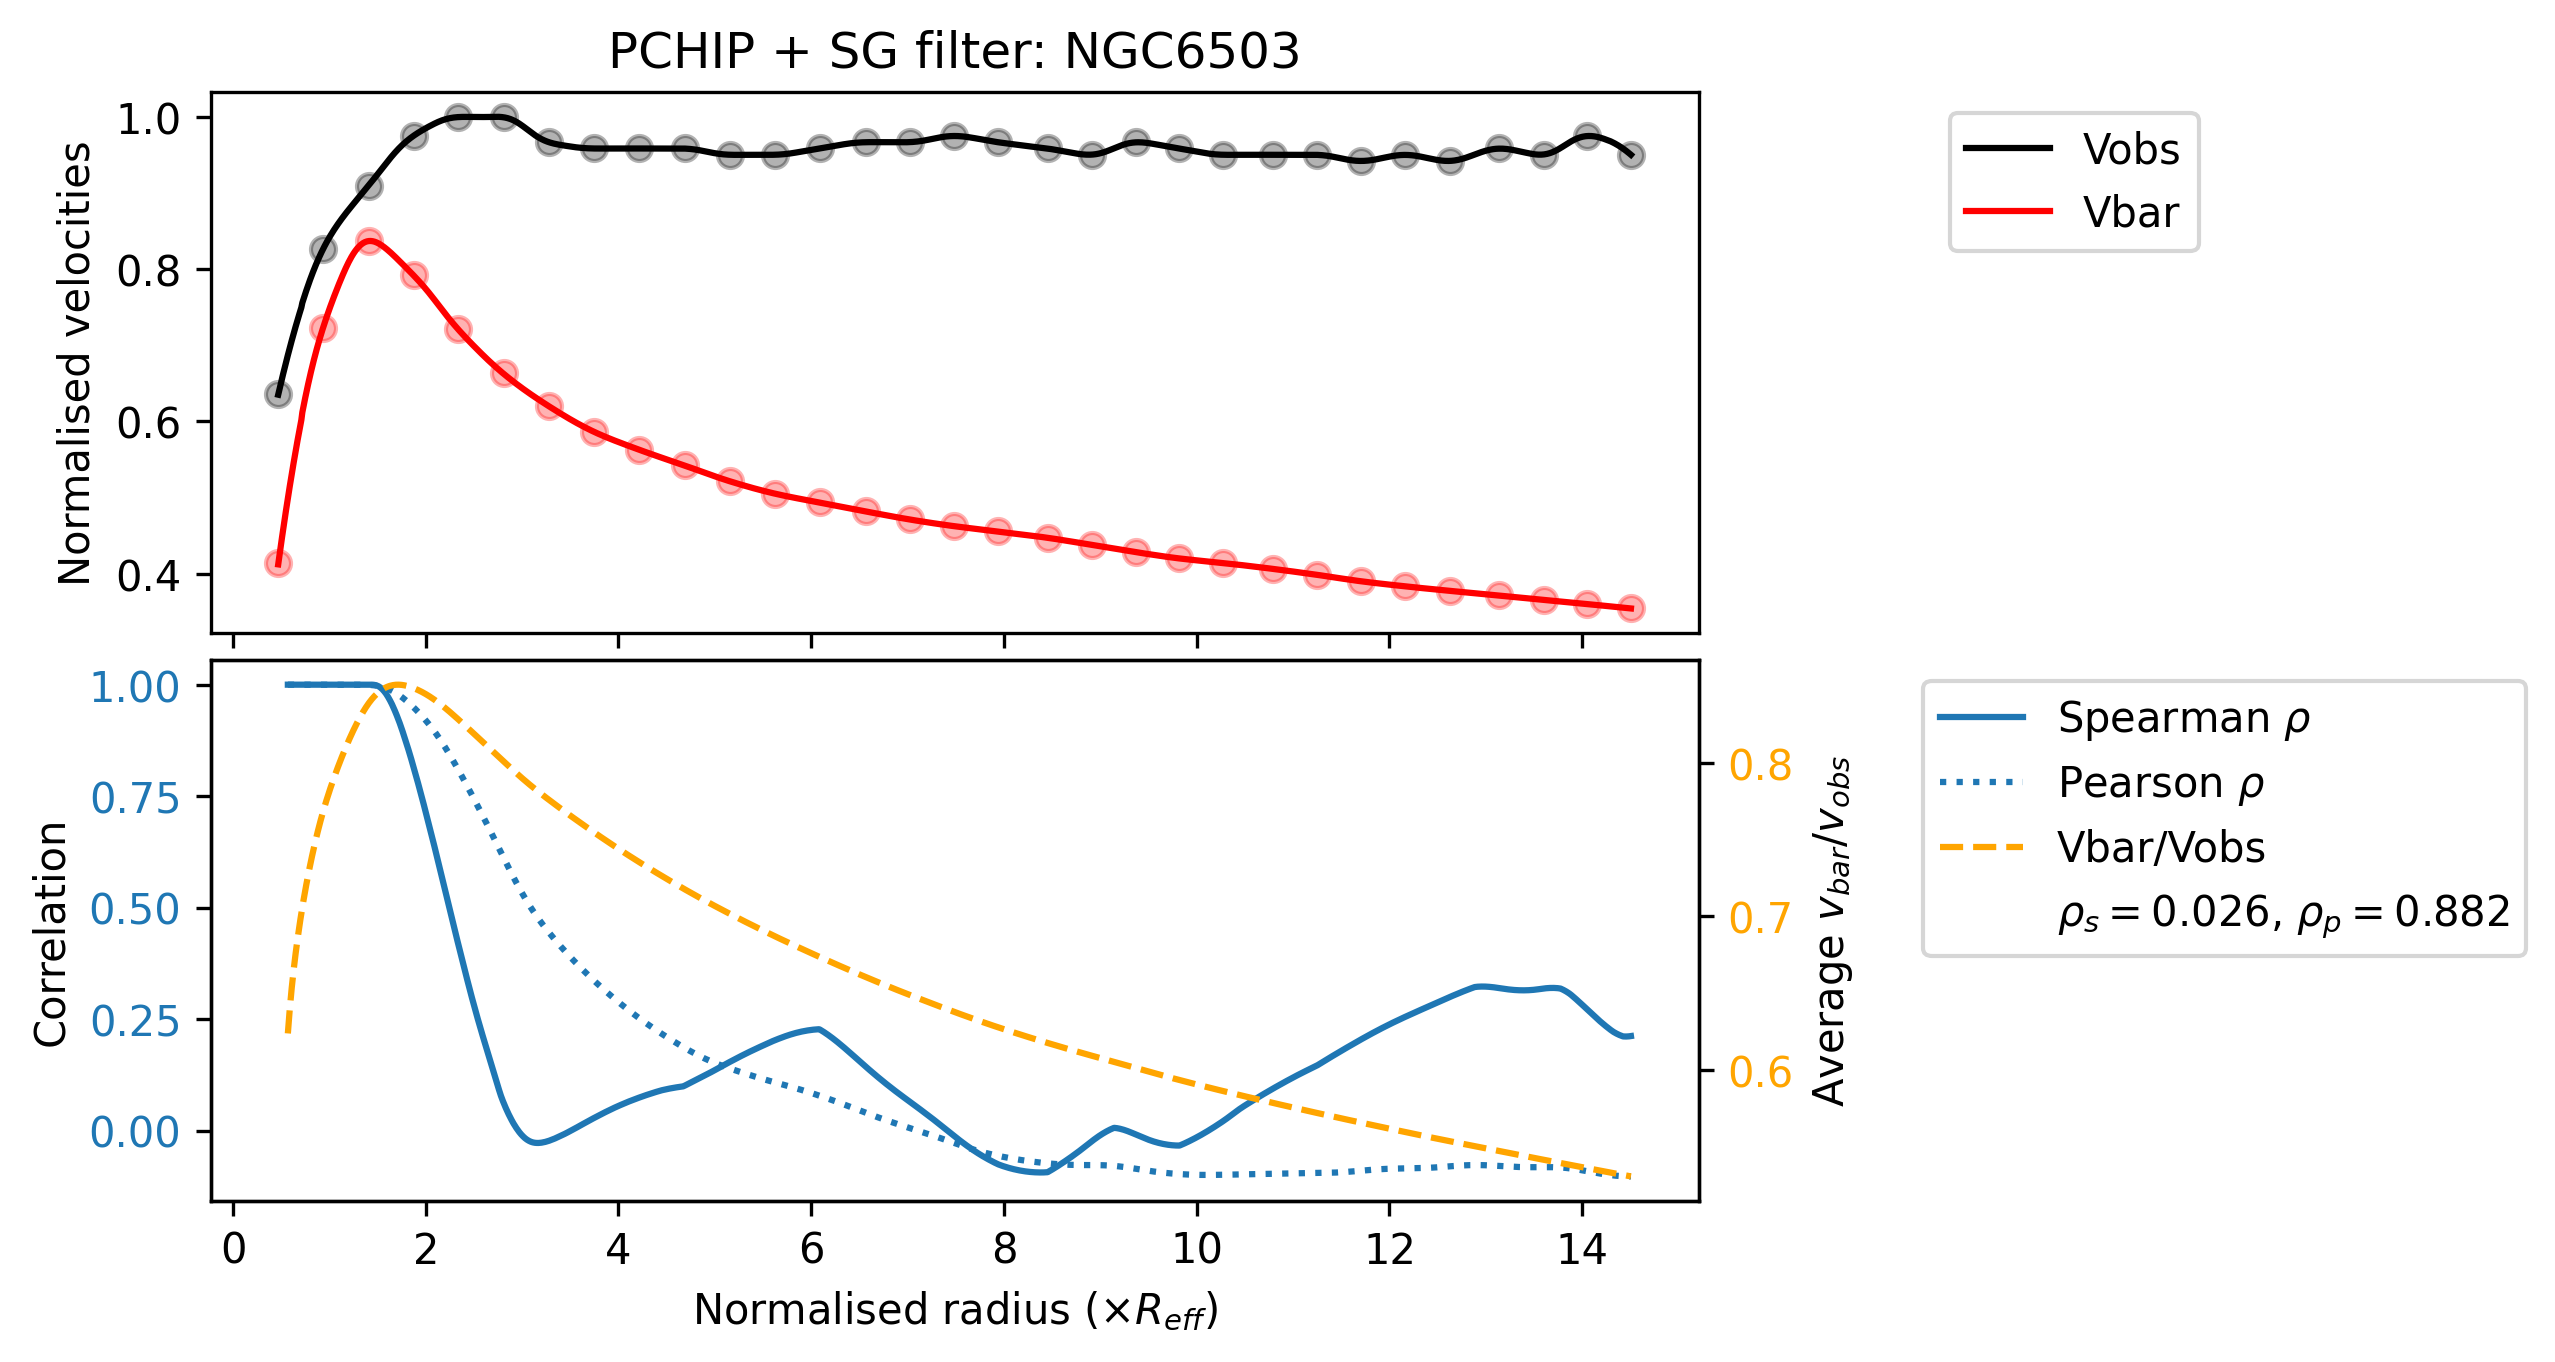 PCHIP + SG filter: NGC6503
Normalised velocities
1.0
0.8
0.6
0.4
Vobs
Vbar
Correlation
1.00
0.75
0.50
0.25
0.00
0.8
0.7
0.6
Average v_bar/v_obs
Spearman ρ
Pearson ρ
Vbar/Vobs
ρ_s = 0.026, ρ_p = 0.882
0 2 4 6 8 10 12 14
Normalised radius (×R_eff)